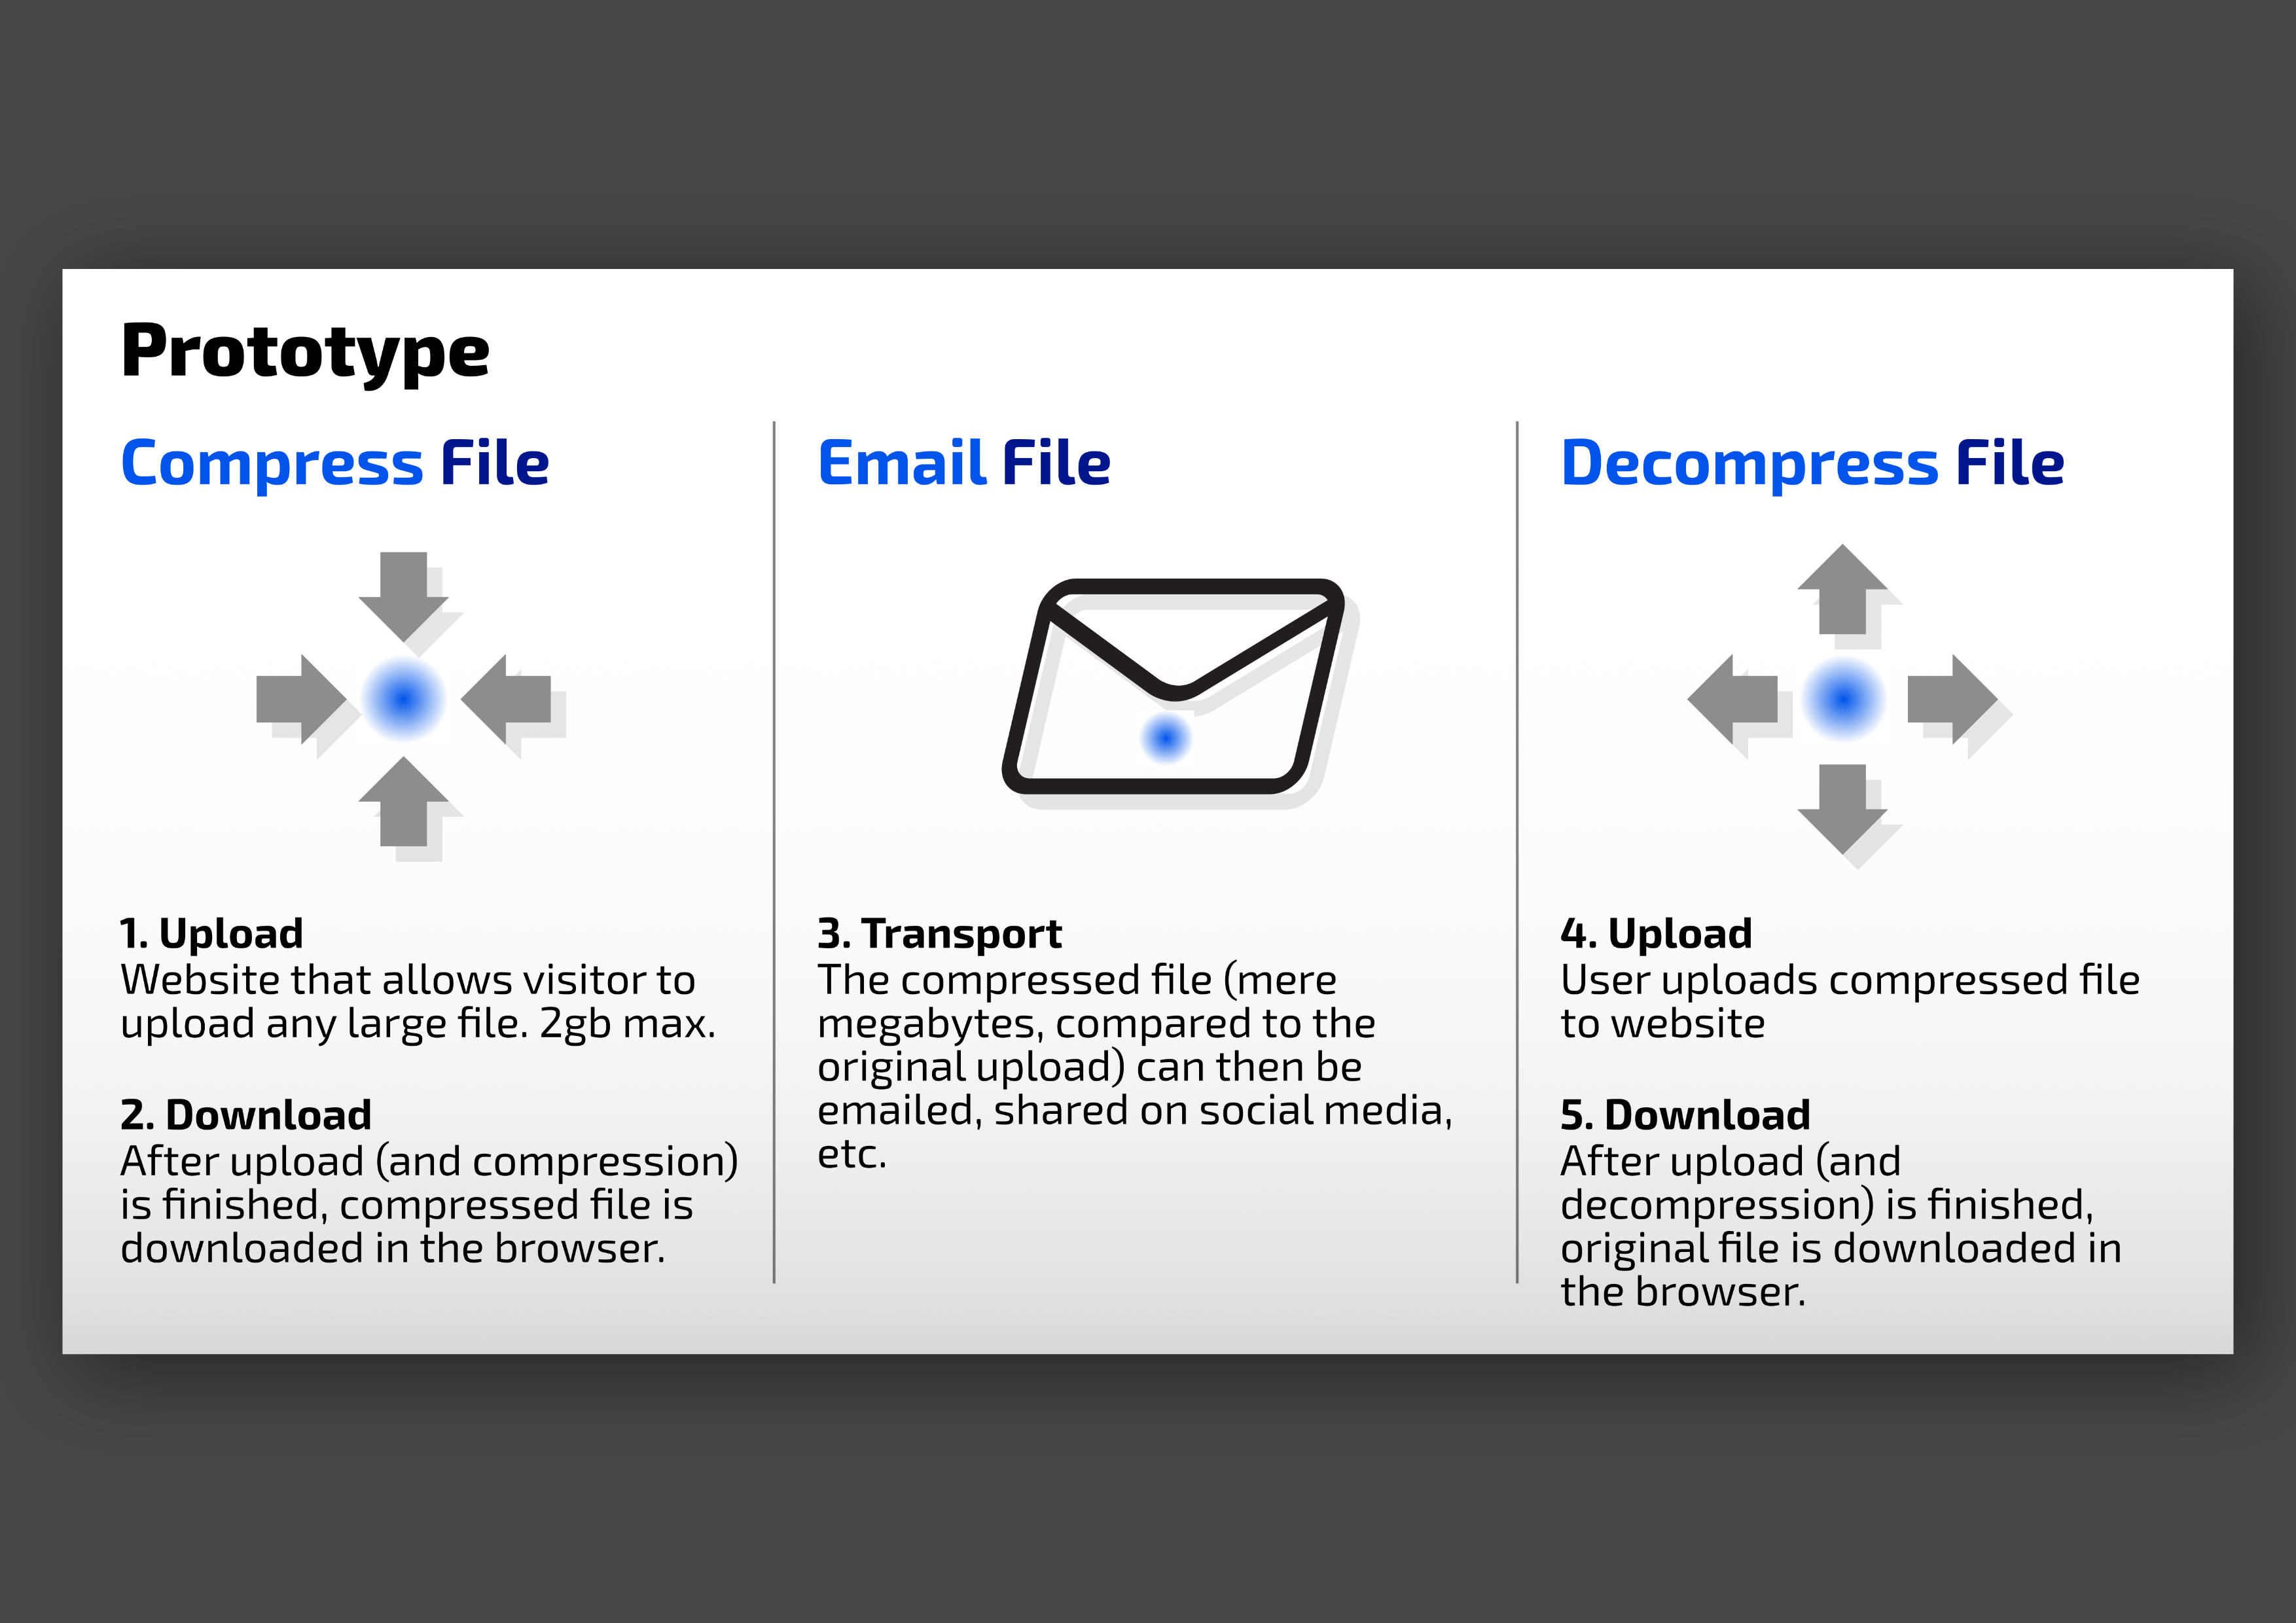 Prototype
Compress File
1. Upload
Website that allows visitor to
upload any large file. 2gb max.
2. Download
After upload (and compression)
is finished, compressed file is
downloaded in the browser.
Email File
3. Transport
The compressed file (mere
megabytes, compared to the
original upload) can then be
emailed, shared on social media,
etc.
Decompress File
4. Upload
User uploads compressed file
to website
5. Download
After upload (and
decompression) is finished,
original file is downloaded in
the browser.